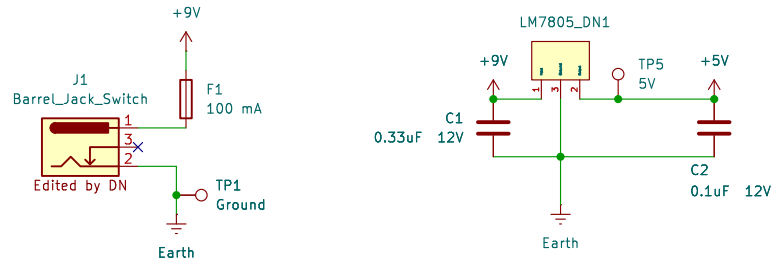 +9V
F1
100 mA
J1
Barrel_Jack_Switch
1
3
2
Edited by DN
TP1
Ground
Earth
LM7805_DN1
+9V
1
3
2
TP5
5V
+5V
C1
0.33uF 12V
C2
0.1uF 12V
Earth